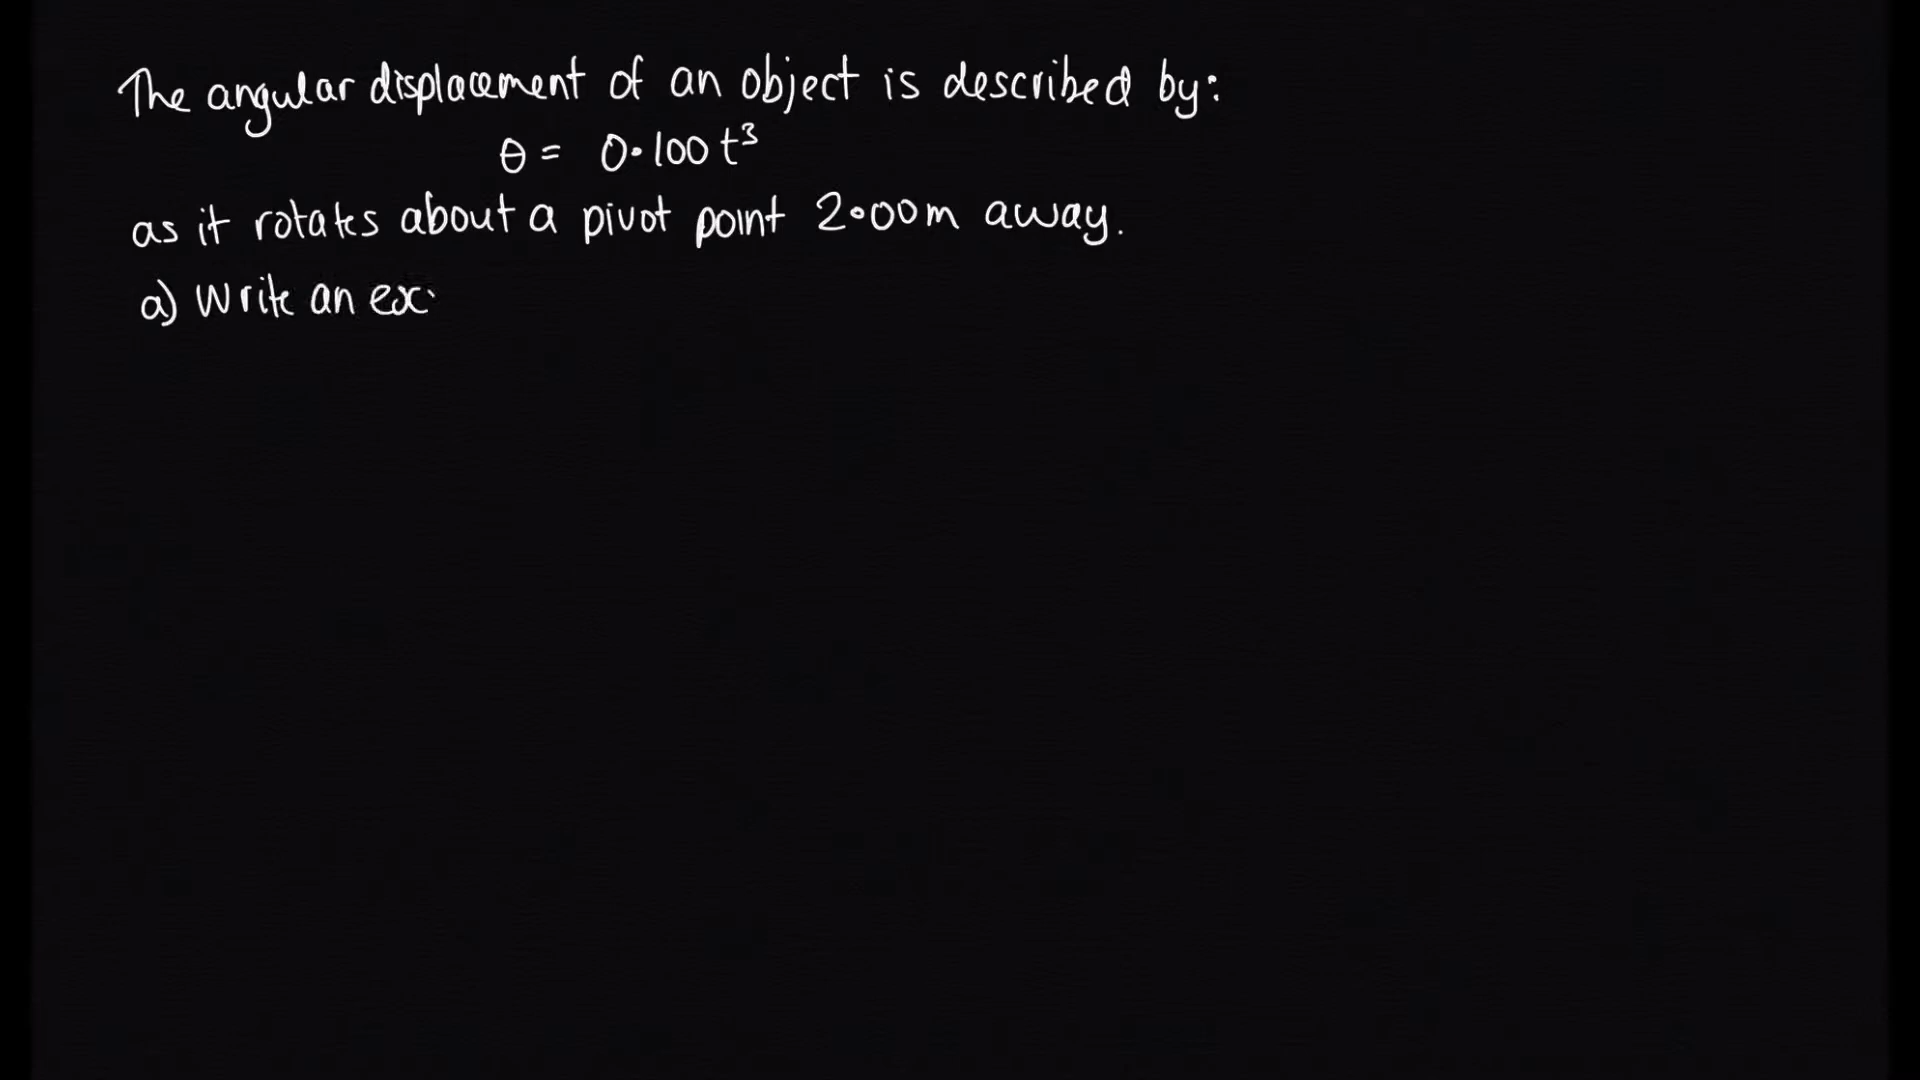 The angular displacement of an object is described by:
θ = 0.100 t³
as it rotates about a pivot point 2.00m away.
a) Write an ex